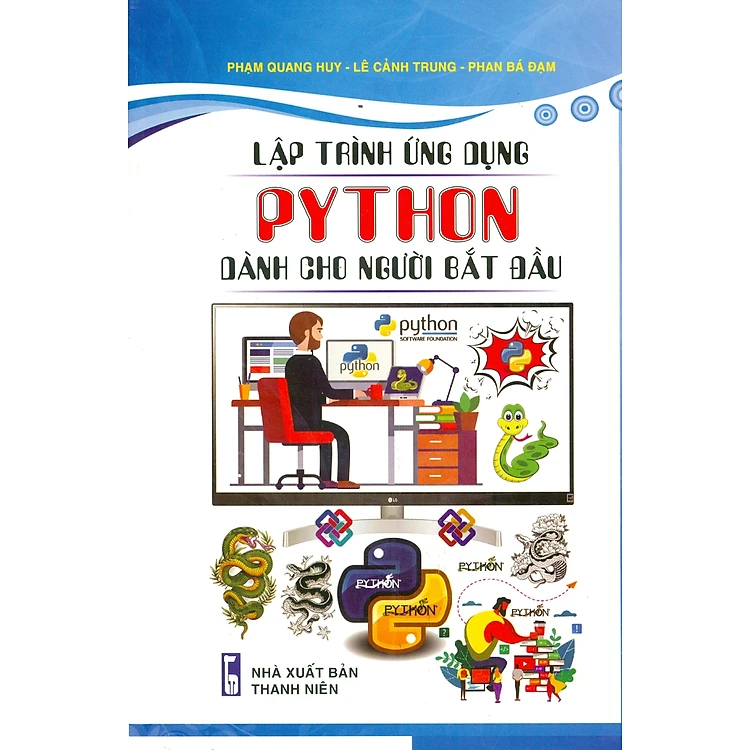 PHẠM QUANG HUY - LÊ CẢNH TRUNG - PHAN BÁ ĐẠM
LẬP TRÌNH ỨNG DỤNG
PYTHON
DÀNH CHO NGƯỜI BẮT ĐẦU
python
SOFTWARE FOUNDATION
python
LG
PYTHON
PYTHON
PYTHON
PYTHON
NHÀ XUẤT BẢN
THANH NIÊN